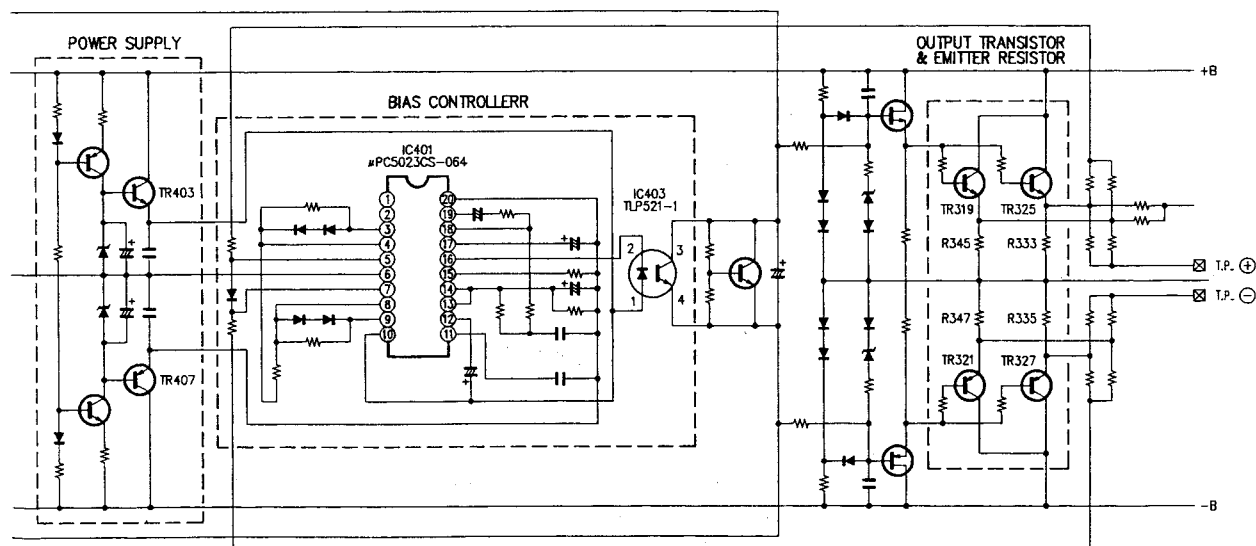 POWER SUPPLY
OUTPUT TRANSISTOR
& EMITTER RESISTOR
+B
BIAS CONTROLLERR
IC401
μPC5023CS-064
IC403
TLP521-1
TR403
1
2
3
4
5
6
7
8
9
10
20
19
18
17
16
15
14
13
12
11
+
+
+
+
+
+
2
3
1
4
TR319
TR325
R345
R333
T.P. +
T.P. -
R347
R335
TR321
TR327
TR407
-B